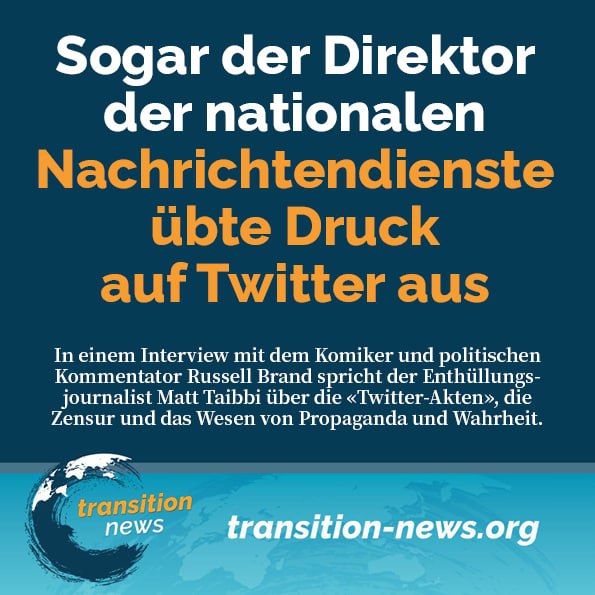 Sogar der Direktor
der nationalen
Nachrichtendienste
übte Druck
auf Twitter aus
In einem Interview mit dem Komiker und politischen
Kommentator Russell Brand spricht der Enthüllungs-
journalist Matt Taibbi über die «Twitter-Akten», die
Zensur und das Wesen von Propaganda und Wahrheit.
transition
news
transition-news.org